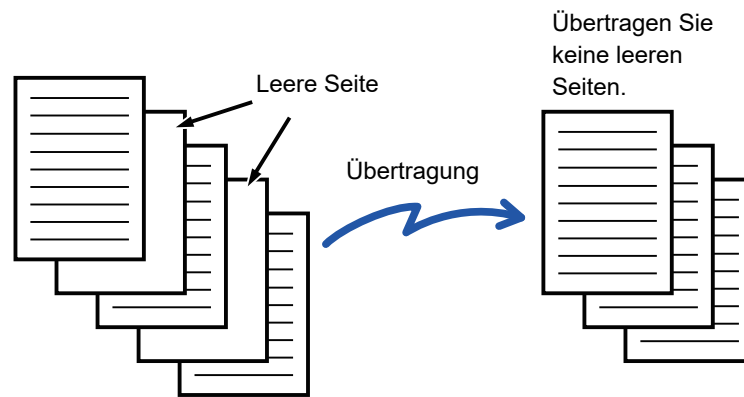 Übertragen Sie
keine leeren
Seiten.
Leere Seite
Übertragung